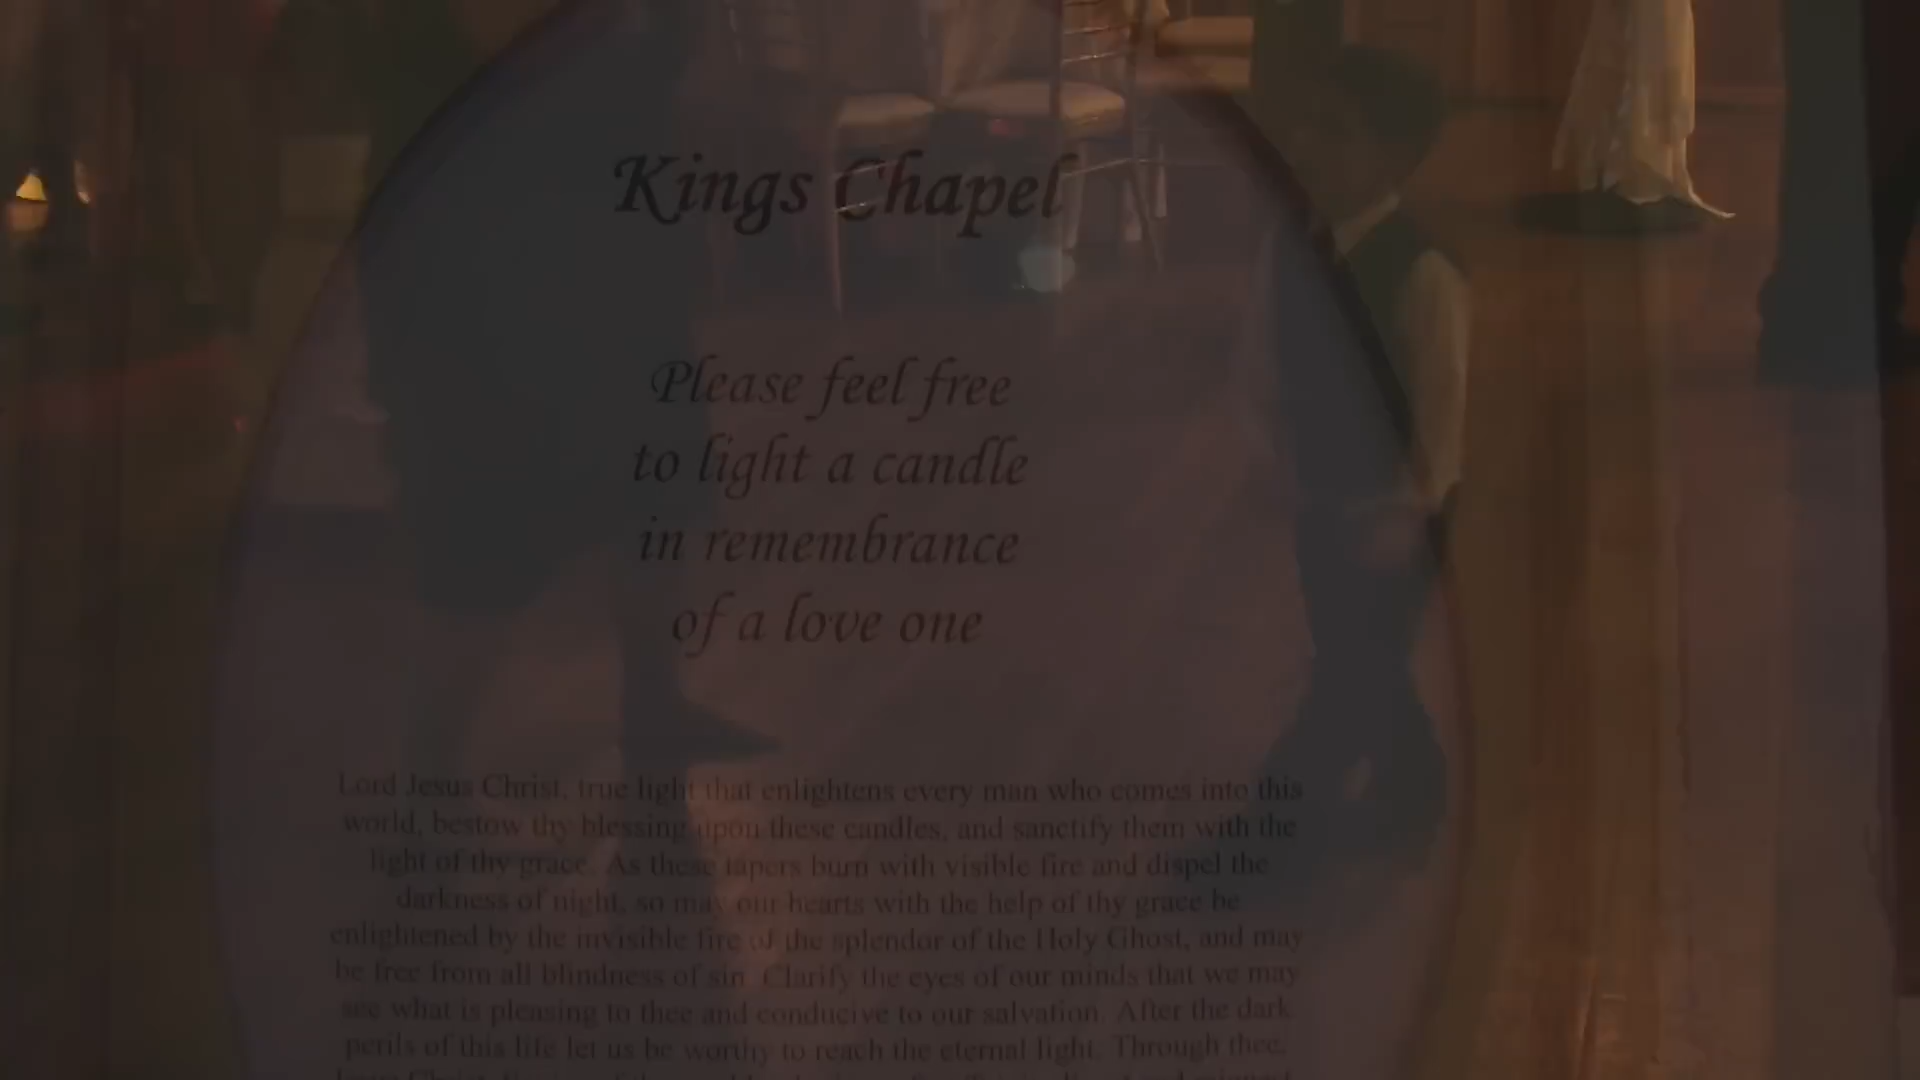 Kings Chapel
Please feel free
to light a candle
in remembrance
of a love one
Lord Jesus Christ, true light that enlightens every man who comes into this
world, bestow thy blessing upon these candles, and sanctify them with the
light of thy grace. As these tapers burn with visible fire and dispel the
darkness of night, so may our hearts with the help of thy grace be
enlightened by the invisible fire of the splendor of the Holy Ghost, and may
be free from all blindness of sin. Clarify the eyes of our minds that we may
see what is pleasing to thee and conducive to our salvation. After the dark
perils of this life let us be worthy to reach the eternal light. Through thee,